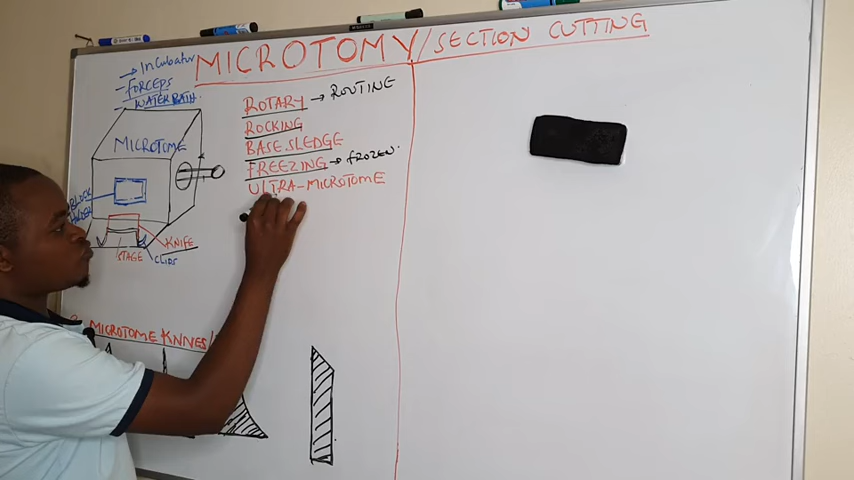 MICROTOMY/SECTION CUTTING
→ Incubator
→ FORCEPS
→ WATER BATH
MICROTOME
BLOCK
HOLDER
KNIFE
STAGE
CLIPS
ROTARY → ROUTINE
ROCKING
BASE.SLEDGE
FREEZING → FROZEN.
ULTRA-MICROTOME
MICROTOME KNIVES/